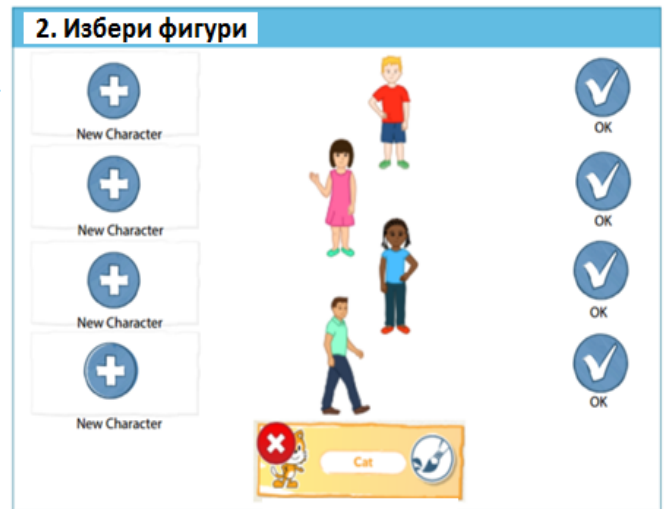 2. Избери фигури
New Character
OK
New Character
OK
New Character
OK
New Character
OK
Cat